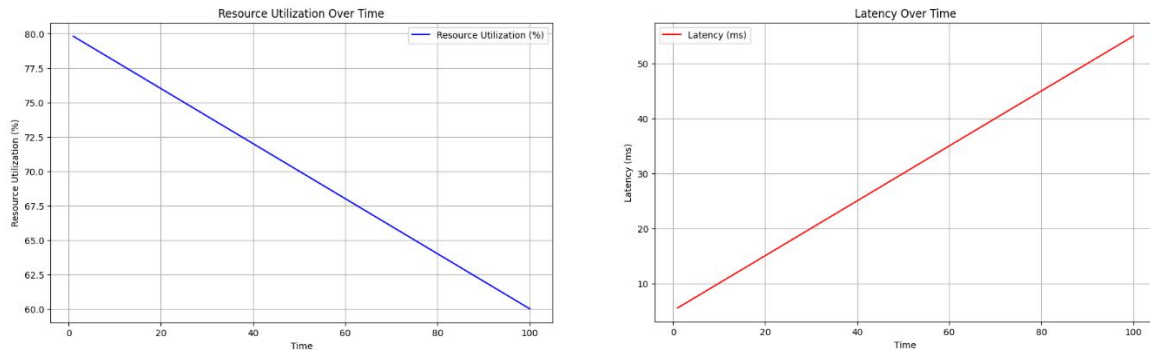 Resource Utilization Over Time
Resource Utilization (%)
80.0
77.5
75.0
72.5
70.0
67.5
65.0
62.5
60.0
Resource Utilization (%)
0 20 40 60 80 100
Time
Latency Over Time
Latency (ms)
50
40
30
20
10
Latency (ms)
0 20 40 60 80 100
Time